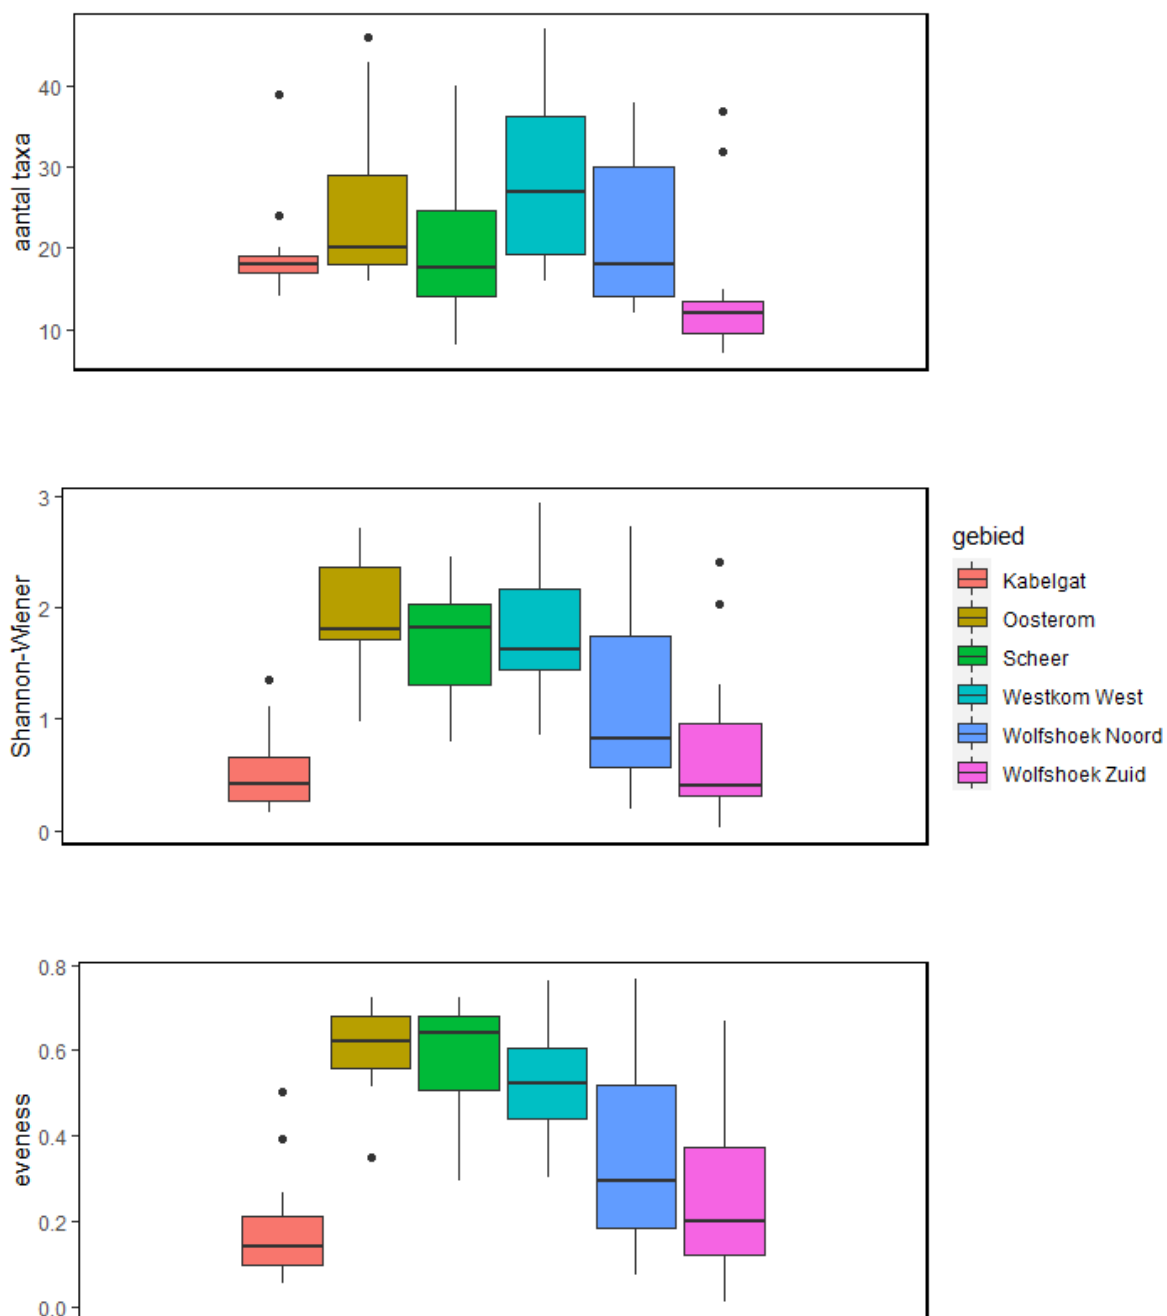 aantal taxa
40
30
20
10
Shannon-Wiener
3
2
1
0
gebied
Kabelgat
Oosterom
Scheer
Westkom West
Wolfshoek Noord
Wolfshoek Zuid
eveness
0.8
0.6
0.4
0.2
0.0